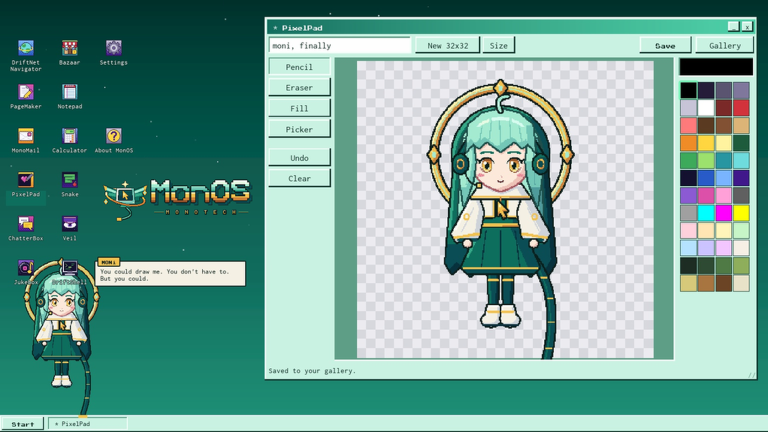 PixelPad
moni, finally
New 32x32
Size
Save
Gallery
Pencil
Eraser
Fill
Picker
Undo
Clear
Saved to your gallery.
DriftNet
Navigator
Bazaar
Settings
PageMaker
Notepad
MonoMail
Calculator
About MonOS
PixelPad
Snake
ChatterBox
Veil
MonOS
MONOTECH
MONI
You could draw me. You don't have to.
But you could.
Start
PixelPad